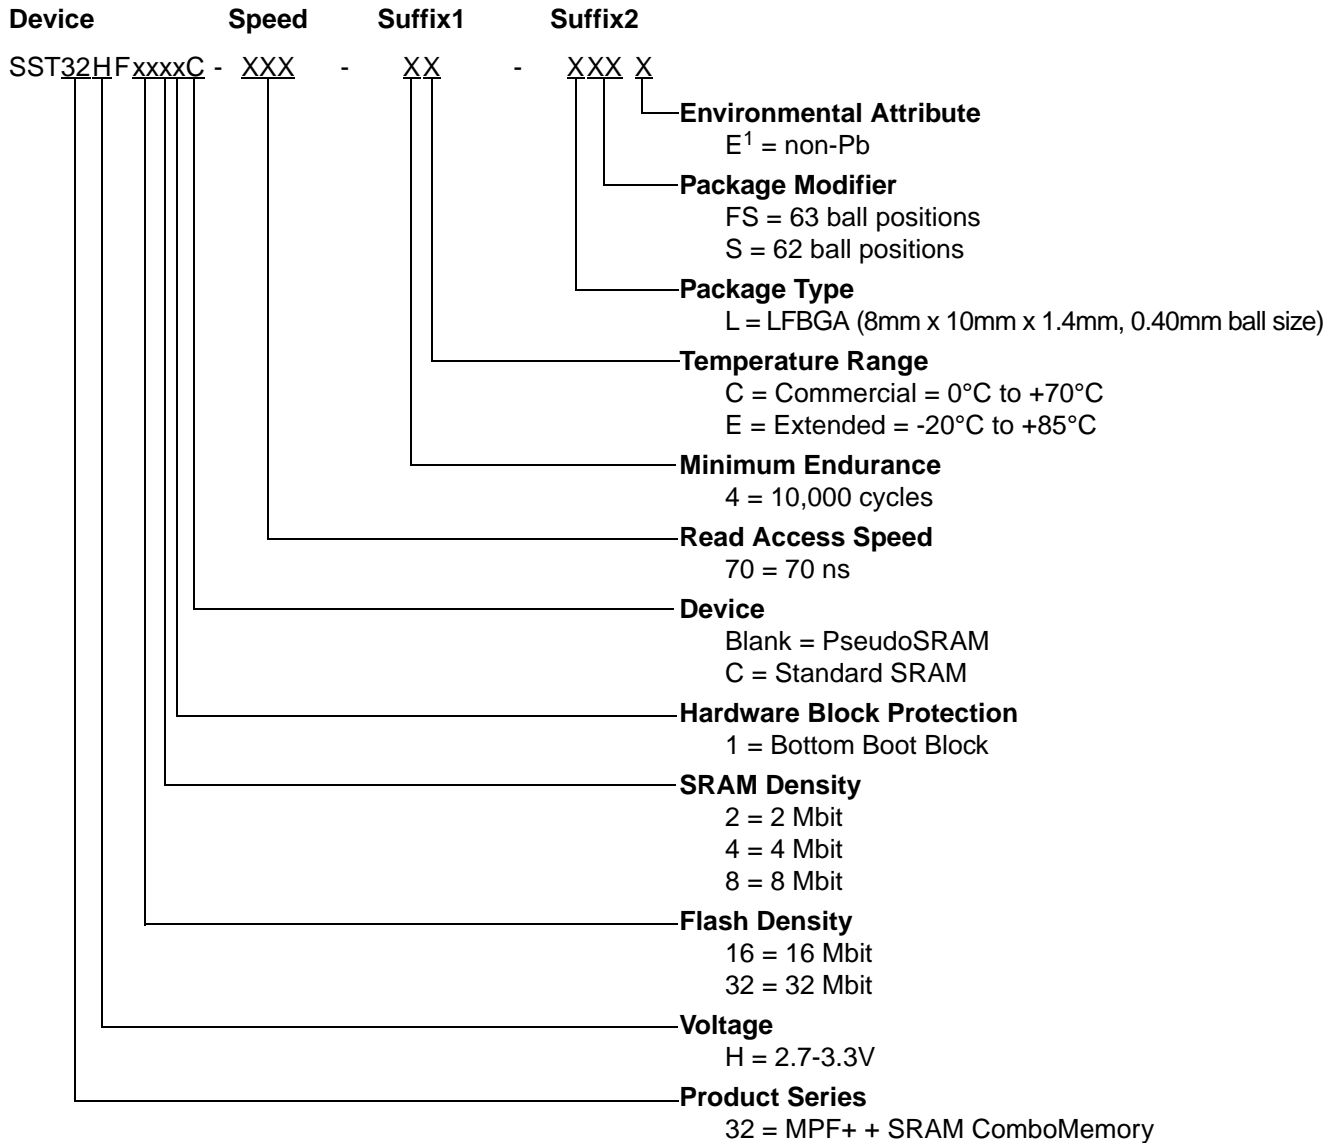 Device Speed Suffix1 Suffix2
SST32HFxxxxC - XXX - XX - XXX X
Environmental Attribute
E¹ = non-Pb
Package Modifier
FS = 63 ball positions
S = 62 ball positions
Package Type
L = LFBGA (8mm x 10mm x 1.4mm, 0.40mm ball size)
Temperature Range
C = Commercial = 0°C to +70°C
E = Extended = -20°C to +85°C
Minimum Endurance
4 = 10,000 cycles
Read Access Speed
70 = 70 ns
Device
Blank = PseudoSRAM
C = Standard SRAM
Hardware Block Protection
1 = Bottom Boot Block
SRAM Density
2 = 2 Mbit
4 = 4 Mbit
8 = 8 Mbit
Flash Density
16 = 16 Mbit
32 = 32 Mbit
Voltage
H = 2.7-3.3V
Product Series
32 = MPF+ + SRAM ComboMemory